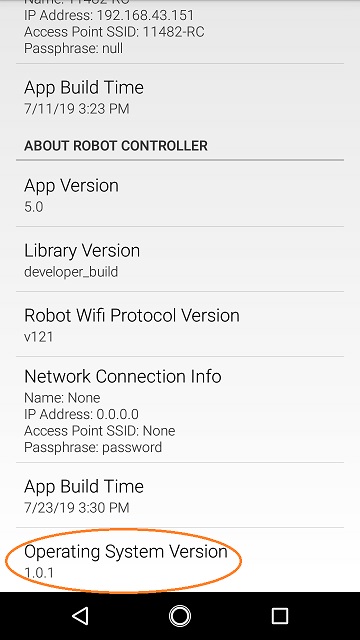 Name: 11482-RC
IP Address: 192.168.43.151
Access Point SSID: 11482-RC
Passphrase: null
App Build Time
7/11/19 3:23 PM
ABOUT ROBOT CONTROLLER
App Version
5.0
Library Version
developer_build
Robot Wifi Protocol Version
v121
Network Connection Info
Name: None
IP Address: 0.0.0.0
Access Point SSID: None
Passphrase: password
App Build Time
7/23/19 3:30 PM
Operating System Version
1.0.1